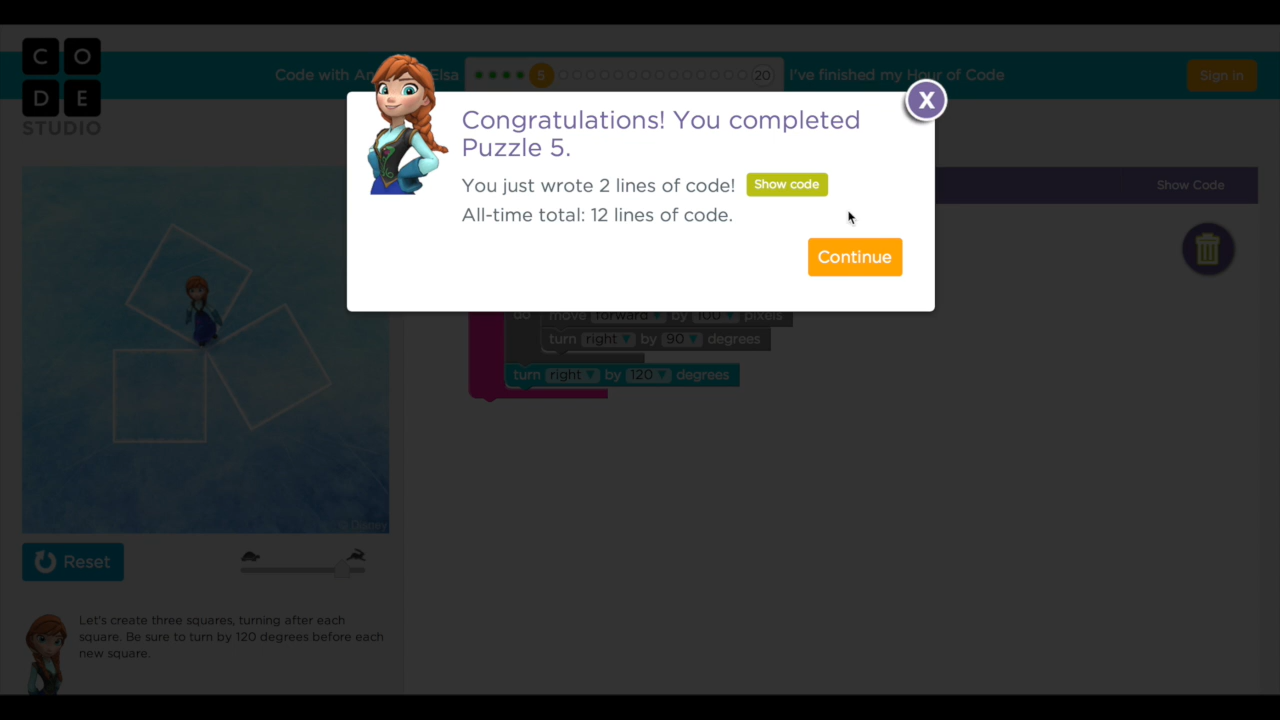 C O
D E
STUDIO
Code with An Elsa
5
20
I've finished my Hour of Code
Sign in
X
Congratulations! You completed
Puzzle 5.
You just wrote 2 lines of code!
Show code
All-time total: 12 lines of code.
Continue
Show Code
do
move forward by 100 pixels
turn right by 90 degrees
turn right by 120 degrees
© Disney
Reset
Let's create three squares, turning after each
square. Be sure to turn by 120 degrees before each
new square.